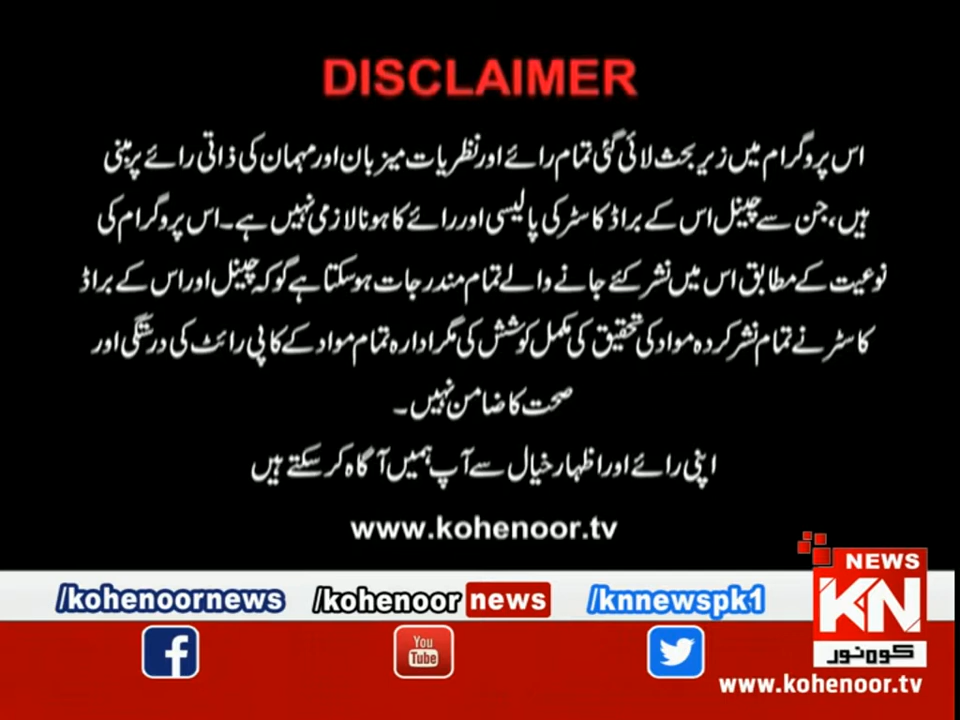 DISCLAIMER
اس پروگرام میں زیر بحث لائی گئی تمام رائے اور نظریات میزبان اور مہمان کی ذاتی رائے پر مبنی
ہیں، جن سے چینل اس کے براڈ کاسٹر کی پالیسی اور رائے کا ہونا لازمی نہیں ہے۔ اس پروگرام کی
نوعیت کے مطابق اس میں نشر کئے جانے والے تمام مندرجات ہوسکتا ہے گو کہ چینل اور اس کے براڈ
کاسٹر نے تمام نشر کردہ مواد کی تحقیق کی مکمل کوشش کی مگر ادارہ تمام مواد کے کاپی رائٹ کی درستگی اور
صحت کا ضامن نہیں۔
اپنی رائے اور اظہار خیال سے آپ ہمیں آگاہ کر سکتے ہیں
www.kohenoor.tv
/kohenoornews /kohenoor news /knnewspk1
f You Tube
NEWS
KN
کوہ نور
www.kohenoor.tv